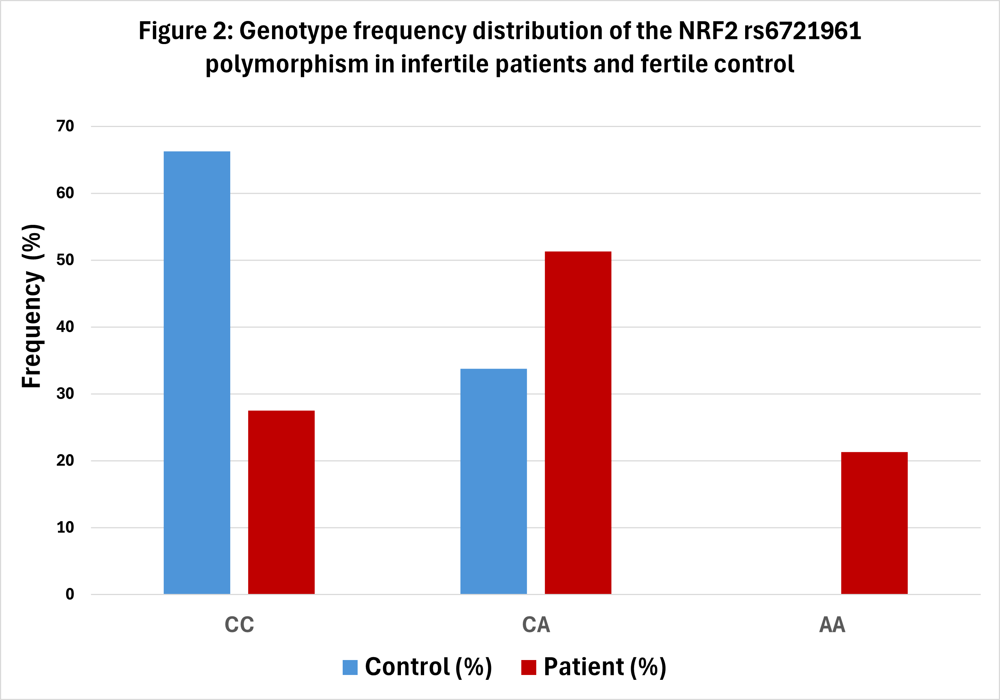 Figure 2: Genotype frequency distribution of the NRF2 rs6721961
polymorphism in infertile patients and fertile control
Frequency (%)
70
60
50
40
30
20
10
0
CC CA AA
Control (%) Patient (%)